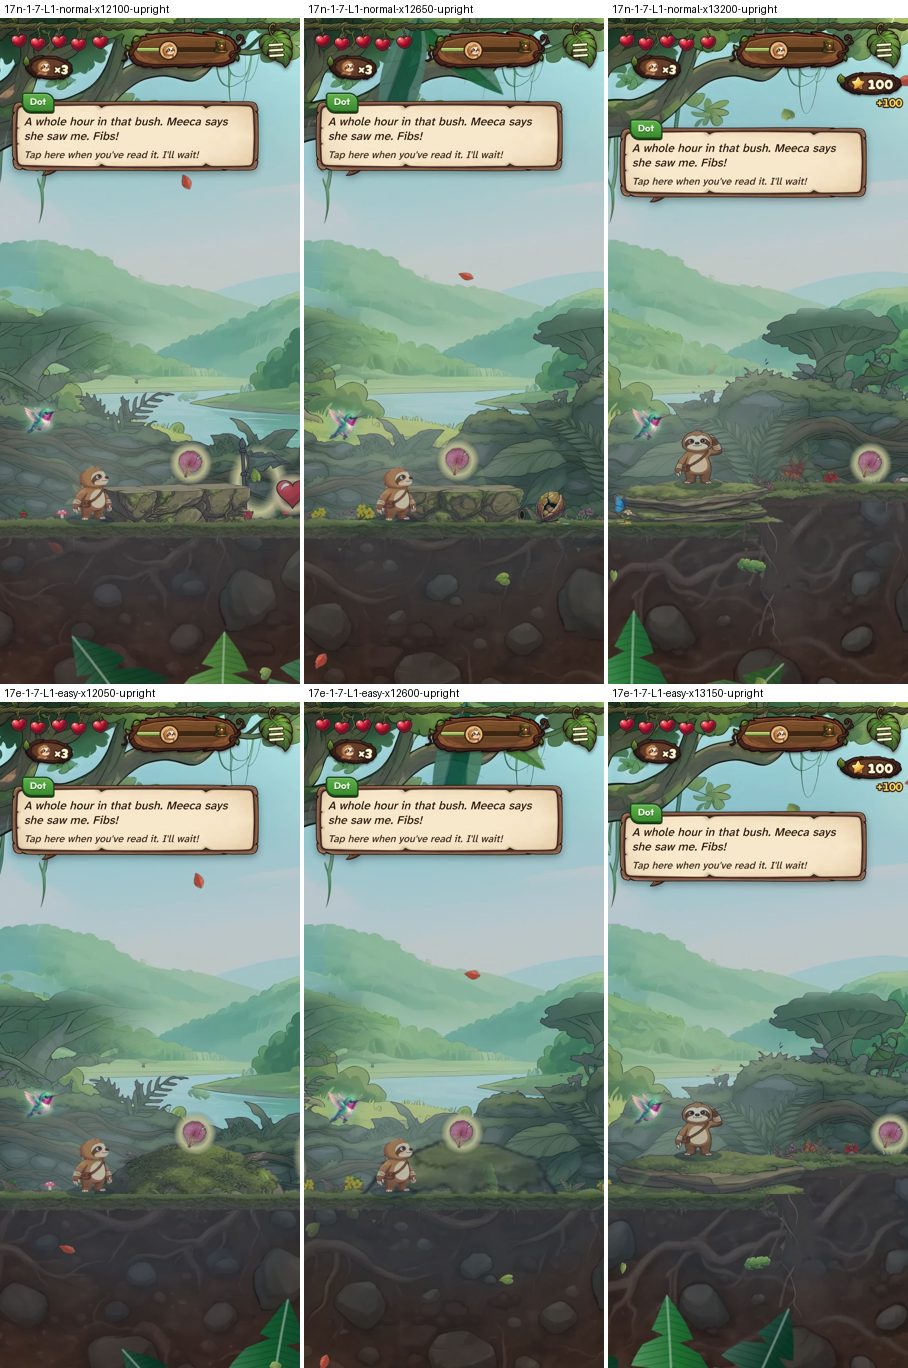 17n-1-7-L1-normal-x12100-upright
×3
Dot
A whole hour in that bush. Meeca says
she saw me. Fibs!
Tap here when you've read it. I'll wait!
17n-1-7-L1-normal-x12650-upright
×3
Dot
A whole hour in that bush. Meeca says
she saw me. Fibs!
Tap here when you've read it. I'll wait!
17n-1-7-L1-normal-x13200-upright
×3
100
+100
Dot
A whole hour in that bush. Meeca says
she saw me. Fibs!
Tap here when you've read it. I'll wait!
17e-1-7-L1-easy-x12050-upright
×3
Dot
A whole hour in that bush. Meeca says
she saw me. Fibs!
Tap here when you've read it. I'll wait!
17e-1-7-L1-easy-x12600-upright
×3
Dot
A whole hour in that bush. Meeca says
she saw me. Fibs!
Tap here when you've read it. I'll wait!
17e-1-7-L1-easy-x13150-upright
×3
100
+100
Dot
A whole hour in that bush. Meeca says
she saw me. Fibs!
Tap here when you've read it. I'll wait!